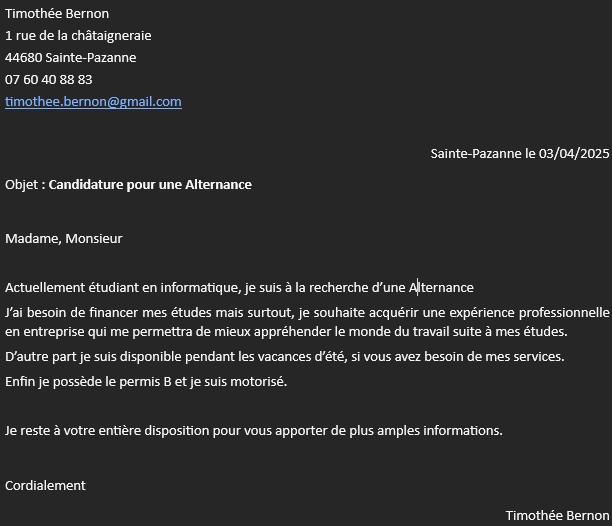 Timothée Bernon
1 rue de la châtaigneraie
44680 Sainte-Pazanne
07 60 40 88 83
timothee.bernon@gmail.com
Sainte-Pazanne le 03/04/2025
Objet : Candidature pour une Alternance
Madame, Monsieur
Actuellement étudiant en informatique, je suis à la recherche d’une Alternance
J’ai besoin de financer mes études mais surtout, je souhaite acquérir une expérience professionnelle
en entreprise qui me permettra de mieux appréhender le monde du travail suite à mes études.
D’autre part je suis disponible pendant les vacances d’été, si vous avez besoin de mes services.
Enfin je possède le permis B et je suis motorisé.
Je reste à votre entière disposition pour vous apporter de plus amples informations.
Cordialement
Timothée Bernon